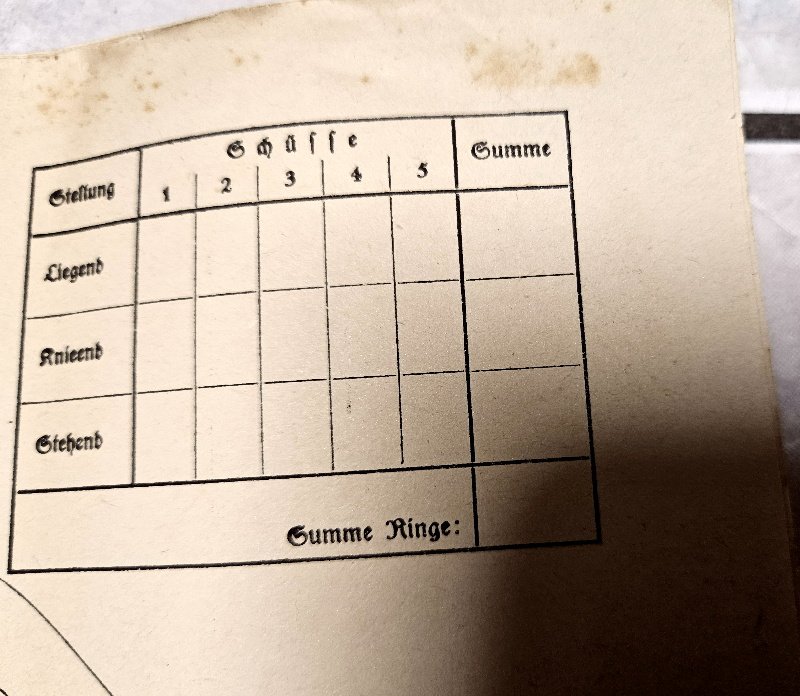 Stellung Schüsse Summe
1 2 3 4 5
Liegend
Knieend
Stehend
Summe Ringe: